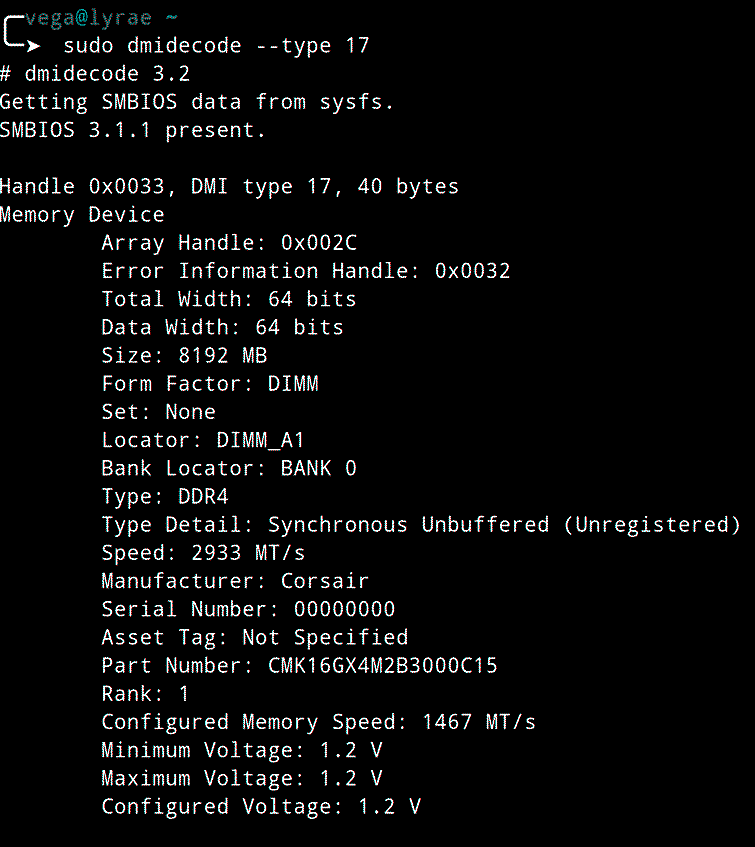 vega@lyrae ~
➤ sudo dmidecode --type 17
# dmidecode 3.2
Getting SMBIOS data from sysfs.
SMBIOS 3.1.1 present.
Handle 0x0033, DMI type 17, 40 bytes
Memory Device
Array Handle: 0x002C
Error Information Handle: 0x0032
Total Width: 64 bits
Data Width: 64 bits
Size: 8192 MB
Form Factor: DIMM
Set: None
Locator: DIMM_A1
Bank Locator: BANK 0
Type: DDR4
Type Detail: Synchronous Unbuffered (Unregistered)
Speed: 2933 MT/s
Manufacturer: Corsair
Serial Number: 00000000
Asset Tag: Not Specified
Part Number: CMK16GX4M2B3000C15
Rank: 1
Configured Memory Speed: 1467 MT/s
Minimum Voltage: 1.2 V
Maximum Voltage: 1.2 V
Configured Voltage: 1.2 V